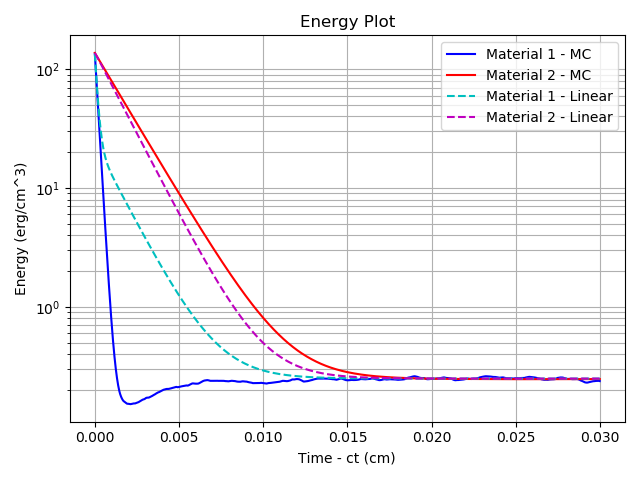 Energy Plot
Energy (erg/cm^3)
10^2
10^1
10^0
Material 1 - MC
Material 2 - MC
Material 1 - Linear
Material 2 - Linear
0.000 0.005 0.010 0.015 0.020 0.025 0.030
Time - ct (cm)